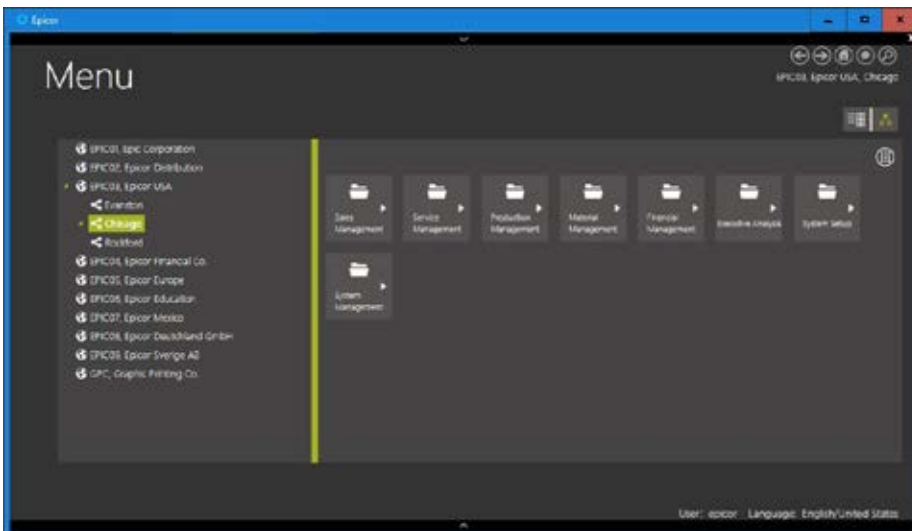 Epicor
Menu
EPIC03, Epicor USA, Chicago
EPIC01, Epic Corporation
EPIC02, Epicor Distribution
EPIC03, Epicor USA
Evanston
Chicago
Rockford
EPIC04, Epicor Financial Co.
EPIC05, Epicor Europe
EPIC06, Epicor Education
EPIC07, Epicor Mexico
EPIC08, Epicor Deutchland GmbH
EPIC09, Epicor Sverige AB
GPC, Graphic Printing Co.
Sales
Management
Service
Management
Production
Management
Material
Management
Financial
Management
Executive Analysis
System Setup
System
Management
User: epicor Language: English/United States